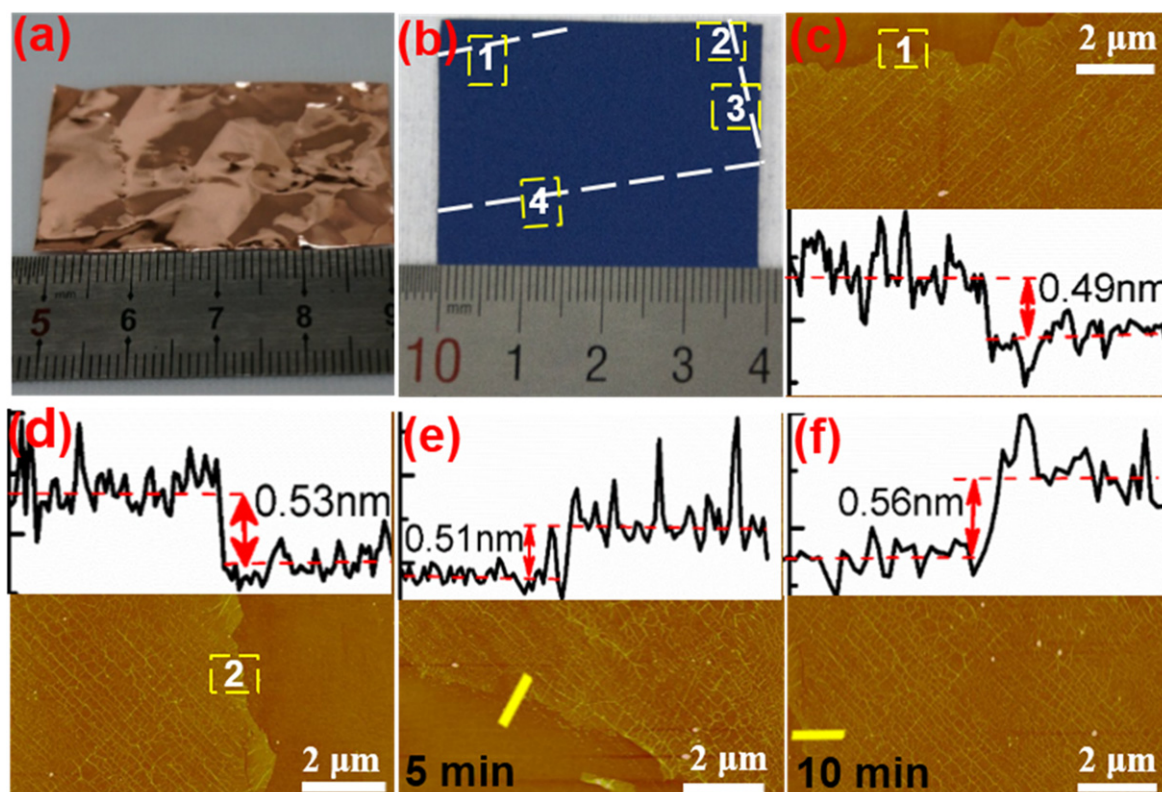 (a)
mm
5 6 7 8 9
(b)
1
2
3
4
mm
10 1 2 3 4
(c)
1
2 μm
0.49nm
(d)
0.53nm
2
2 μm
(e)
0.51nm
5 min
2 μm
(f)
0.56nm
10 min
2 μm